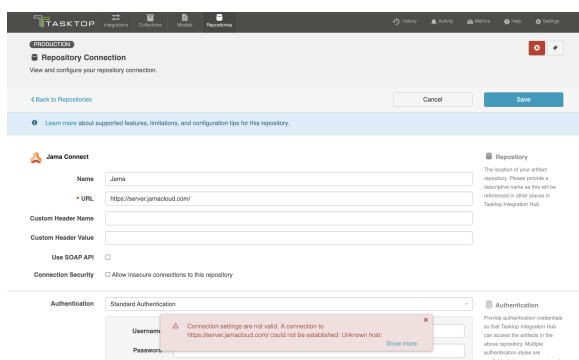 TASKTOP
Integrations
Collections
Models
Repositories
History
Activity
Metrics
Help
Settings
PRODUCTION
Repository Connection
View and configure your repository connection.
Back to Repositories
Cancel
Save
Learn more about supported features, limitations, and configuration tips for this repository.
Jama Connect
Name
Jama
* URL
https://server.jamacloud.com/
Custom Header Name
Custom Header Value
Use SOAP API
Connection Security
Allow insecure connections to this repository
Repository
The location of your artifact
repository. Please provide a
descriptive name as this will be
referenced in other places in
Tasktop Integration Hub.
Authentication
Standard Authentication
Username
Password
Connection settings are not valid. A connection to
https://server.jamacloud.com/ could not be established: Unknown host:
Show more
Authentication
Provide authentication credentials
so that Tasktop Integration Hub
can access the artifacts in the
above repository. Multiple
authentication styles are